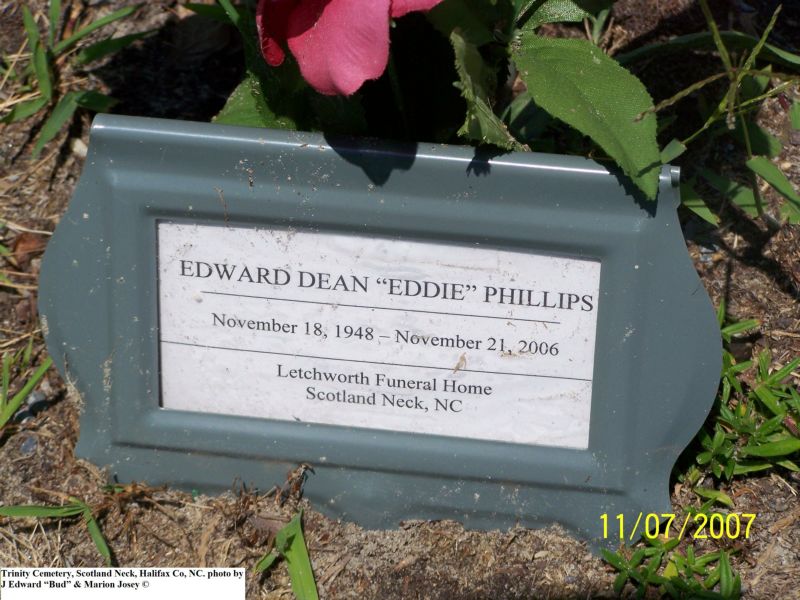 EDWARD DEAN “EDDIE” PHILLIPS
November 18, 1948 – November 21, 2006
Letchworth Funeral Home
Scotland Neck, NC
11/07/2007
Trinity Cemetery, Scotland Neck, Halifax Co, NC. photo by
J Edward “Bud” & Marion Josey ©